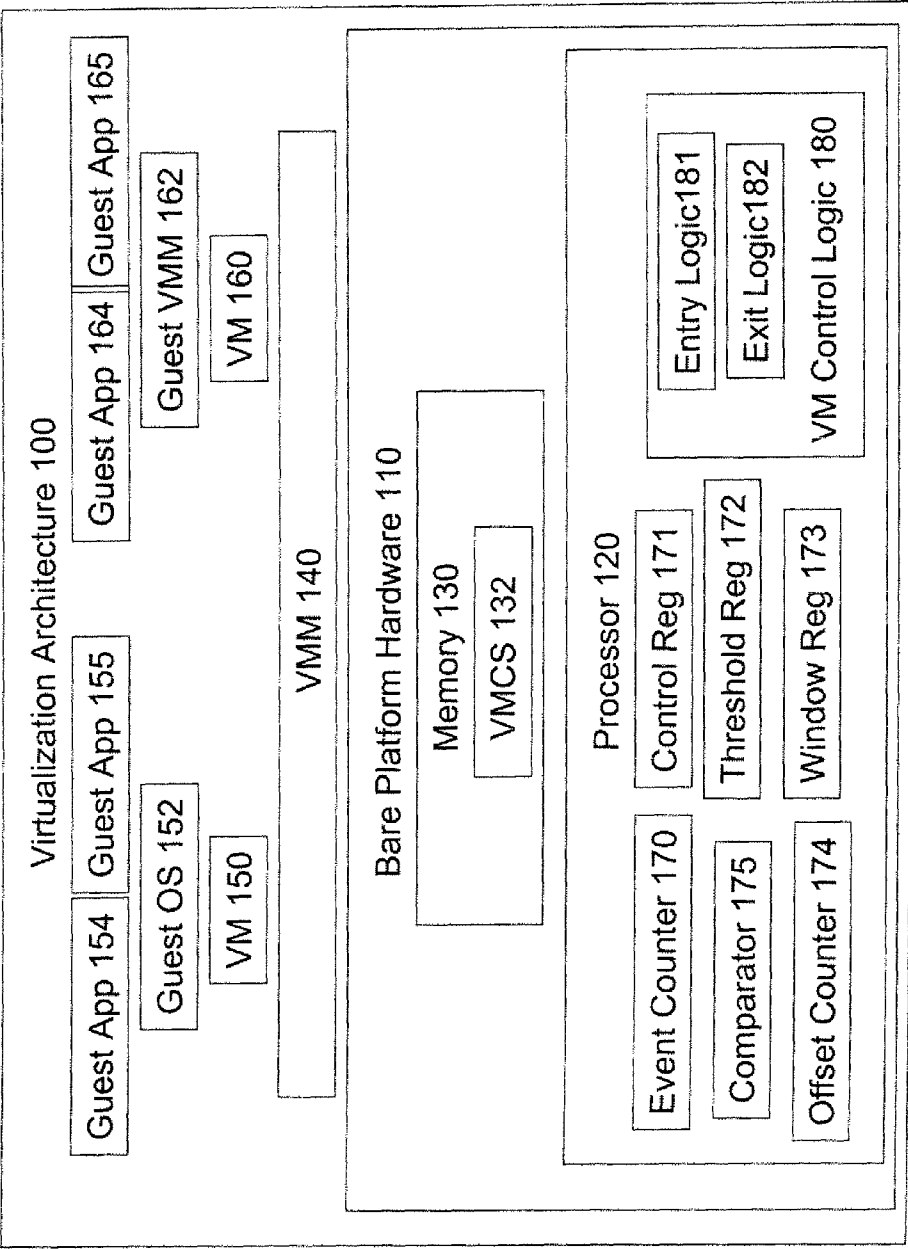 Virtualization Architecture 100
Guest App 154
Guest App 155
Guest App 164
Guest App 165
Guest OS 152
Guest VMM 162
VM 150
VM 160
VMM 140
Bare Platform Hardware 110
Memory 130
VMCS 132
Processor 120
Event Counter 170
Control Reg 171
Comparator 175
Threshold Reg 172
Offset Counter 174
Window Reg 173
Entry Logic181
Exit Logic182
VM Control Logic 180